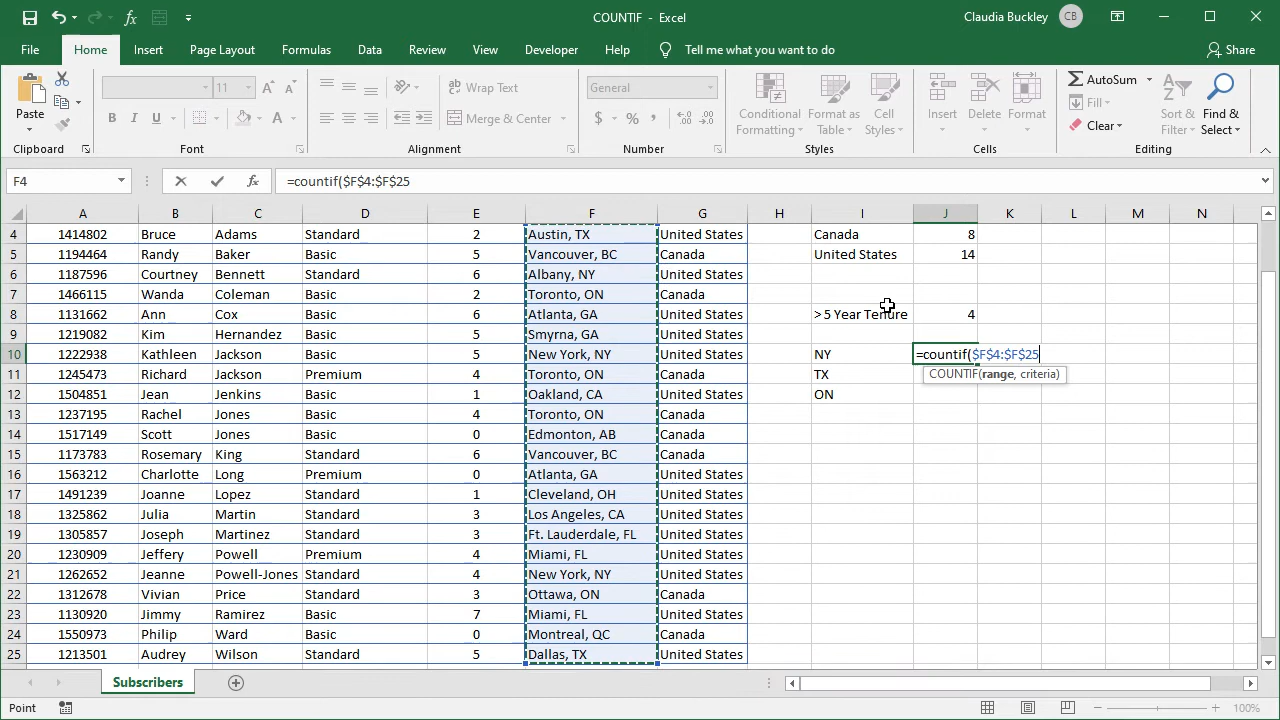 COUNTIF - Excel
Claudia Buckley CB
File Home Insert Page Layout Formulas Data Review View Developer Help Tell me what you want to do Share
Paste
Clipboard
11
B I U A
Font
Wrap Text
Merge & Center
Alignment
General
$ % ,
Number
Conditional Formatting
Format as Table
Cell Styles
Styles
Insert Delete Format
Cells
AutoSum
Fill
Clear
Sort & Filter
Find & Select
Editing
F4 =countif($F$4:$F$25
A B C D E F G H I J K L M N
4 1414802 Bruce Adams Standard 2 Austin, TX United States Canada 8
5 1194464 Randy Baker Basic 5 Vancouver, BC Canada United States 14
6 1187596 Courtney Bennett Standard 6 Albany, NY United States
7 1466115 Wanda Coleman Basic 2 Toronto, ON Canada
8 1131662 Ann Cox Basic 6 Atlanta, GA United States > 5 Year Tenure 4
9 1219082 Kim Hernandez Basic 5 Smyrna, GA United States
10 1222938 Kathleen Jackson Basic 5 New York, NY United States NY =countif($F$4:$F$25
11 1245473 Richard Jackson Premium 4 Toronto, ON Canada TX COUNTIF(range, criteria)
12 1504851 Jean Jenkins Basic 1 Oakland, CA United States ON
13 1237195 Rachel Jones Basic 4 Toronto, ON Canada
14 1517149 Scott Jones Basic 0 Edmonton, AB Canada
15 1173783 Rosemary King Standard 6 Vancouver, BC Canada
16 1563212 Charlotte Long Premium 0 Atlanta, GA United States
17 1491239 Joanne Lopez Standard 1 Cleveland, OH United States
18 1325862 Julia Martin Standard 3 Los Angeles, CA United States
19 1305857 Joseph Martinez Standard 3 Ft. Lauderdale, FL United States
20 1230909 Jeffery Powell Premium 4 Miami, FL United States
21 1262652 Jeanne Powell-Jones Standard 4 New York, NY United States
22 1312678 Vivian Price Standard 3 Ottawa, ON Canada
23 1130920 Jimmy Ramirez Basic 7 Miami, FL United States
24 1550973 Philip Ward Basic 0 Montreal, QC Canada
25 1213501 Audrey Wilson Standard 5 Dallas, TX United States
Subscribers
Point 100%